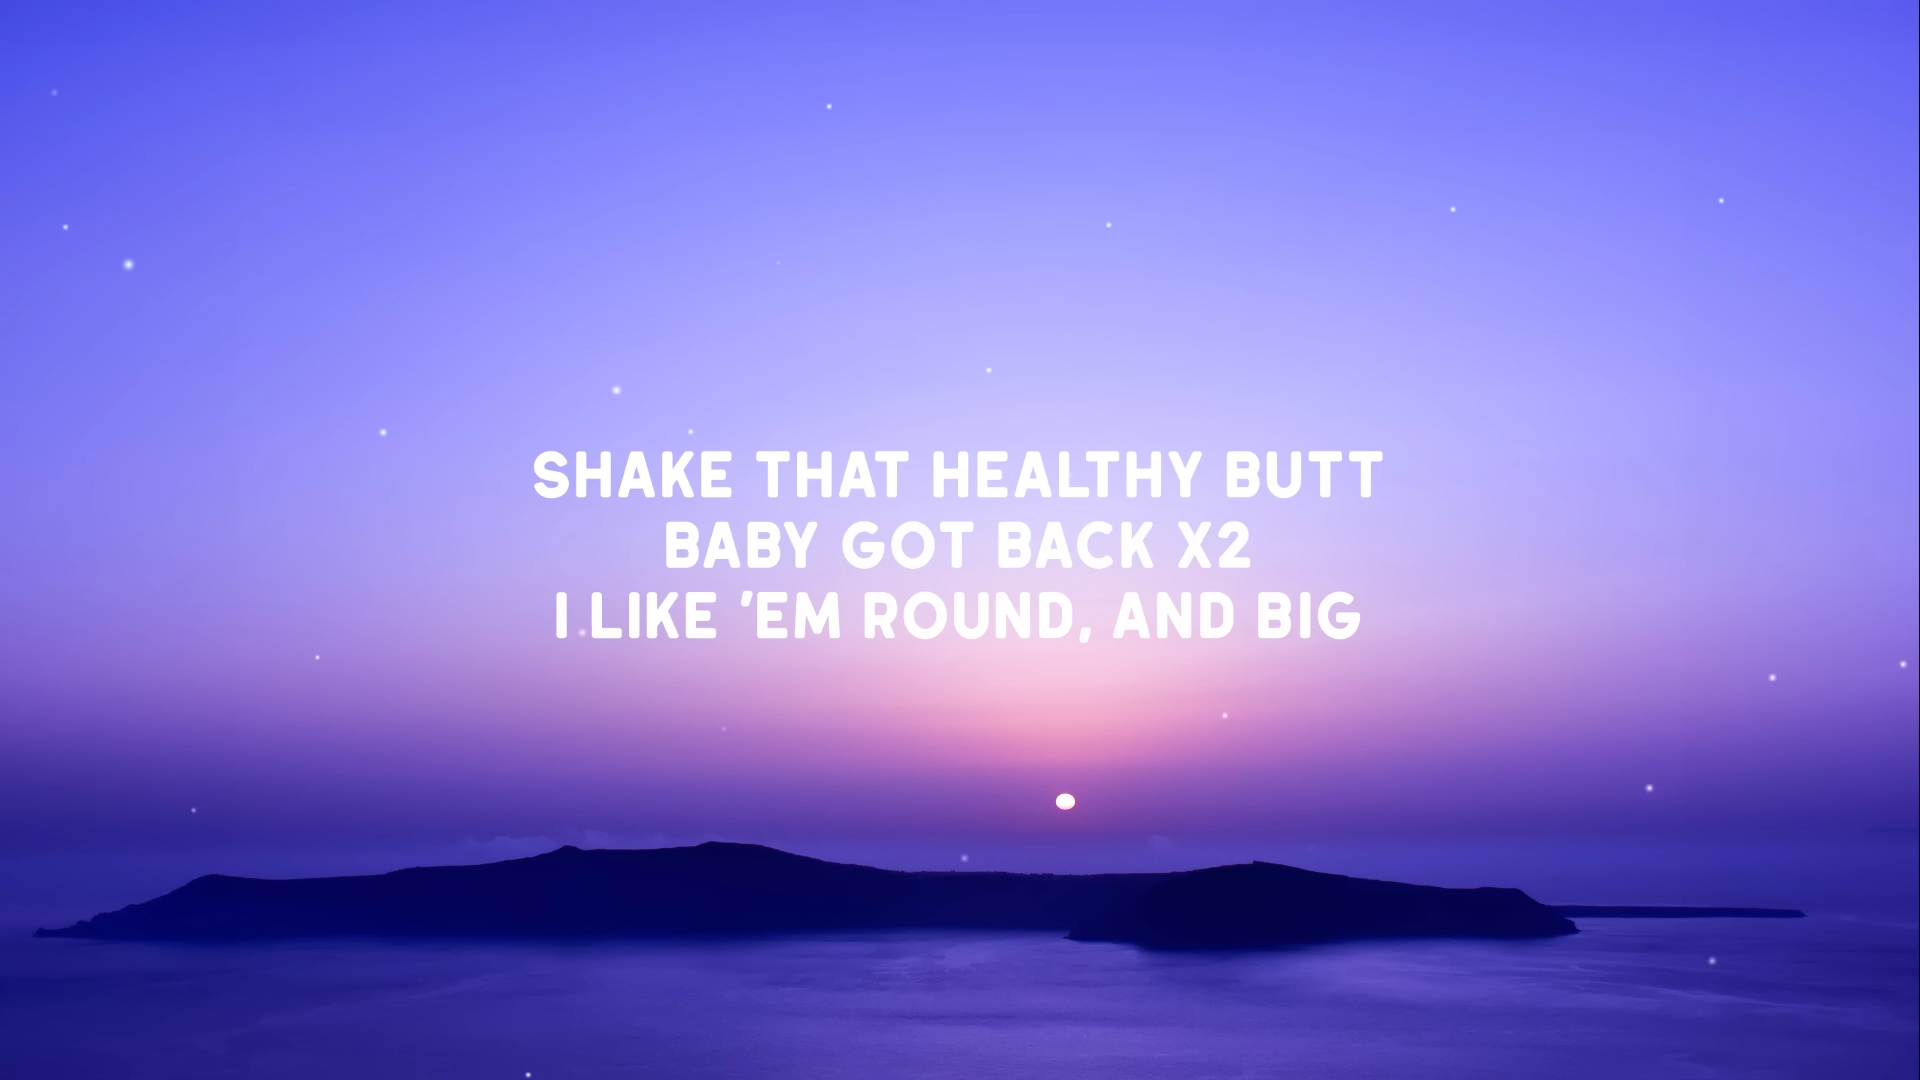 SHAKE THAT HEALTHY BUTT
BABY GOT BACK X2
I LIKE 'EM ROUND, AND BIG